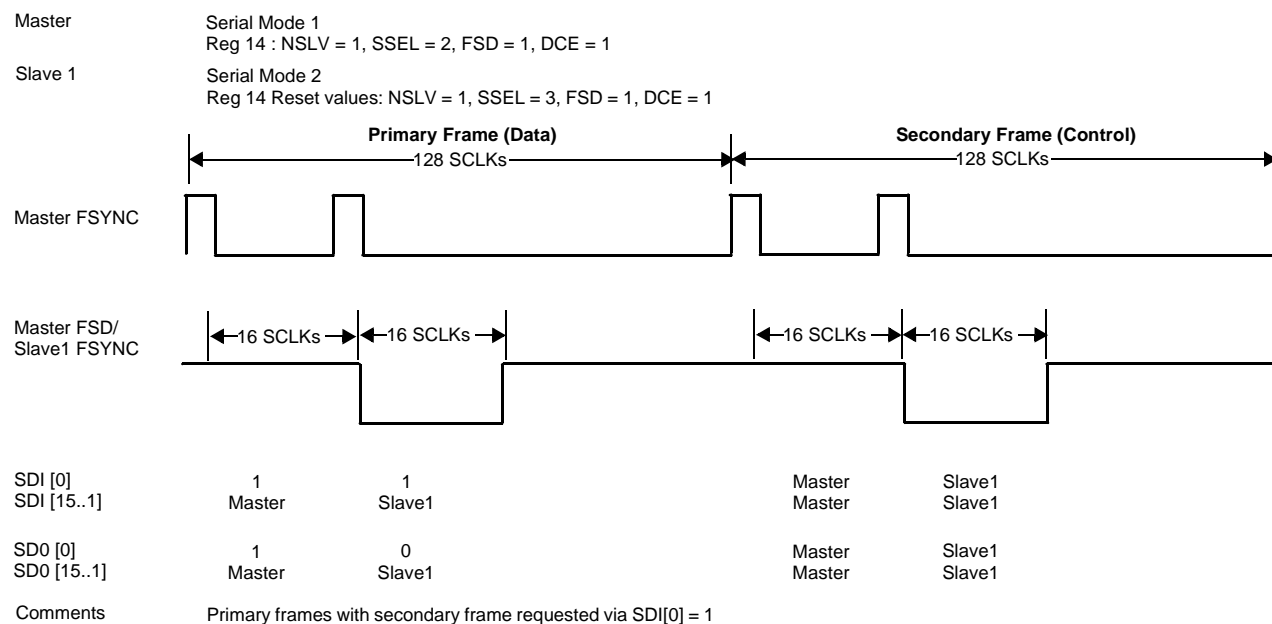 Master Serial Mode 1
Reg 14 : NSLV = 1, SSEL = 2, FSD = 1, DCE = 1
Slave 1 Serial Mode 2
Reg 14 Reset values: NSLV = 1, SSEL = 3, FSD = 1, DCE = 1
Primary Frame (Data) Secondary Frame (Control)
128 SCLKs 128 SCLKs
Master FSYNC
Master FSD/
Slave1 FSYNC
16 SCLKs 16 SCLKs 16 SCLKs 16 SCLKs
SDI [0] 1 1 Master Slave1
SDI [15..1] Master Slave1 Master Slave1
SD0 [0] 1 0 Master Slave1
SD0 [15..1] Master Slave1 Master Slave1
Comments Primary frames with secondary frame requested via SDI[0] = 1